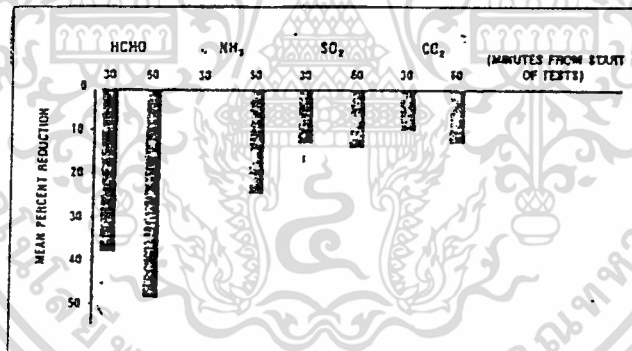 HCHO NH₃ SO₂ CO₂
30 60 30 60 30 60 30 60 (MINUTES FROM START
OF TESTS)
0
10
20
30
40
50
MEAN PERCENT REDUCTION